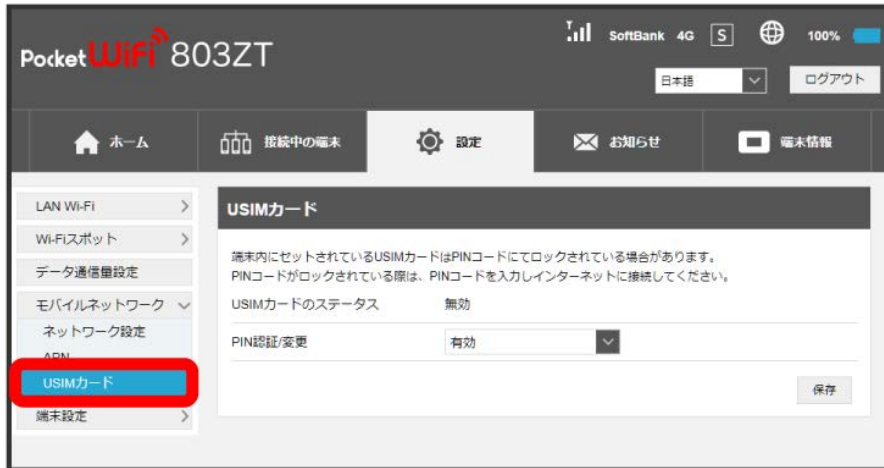 SoftBank 4G S 100%
Pocket WiFi 803ZT
日本語 ログアウト
ホーム 接続中の端末 設定 お知らせ 端末情報
LAN Wi-Fi
Wi-Fiスポット
データ通信量設定
モバイルネットワーク
ネットワーク設定
APN
USIMカード
端末設定
USIMカード
端末内にセットされているUSIMカードはPINコードにてロックされている場合があります。
PINコードがロックされている際は、PINコードを入力しインターネットに接続してください。
USIMカードのステータス 無効
PIN認証/変更 有効
保存